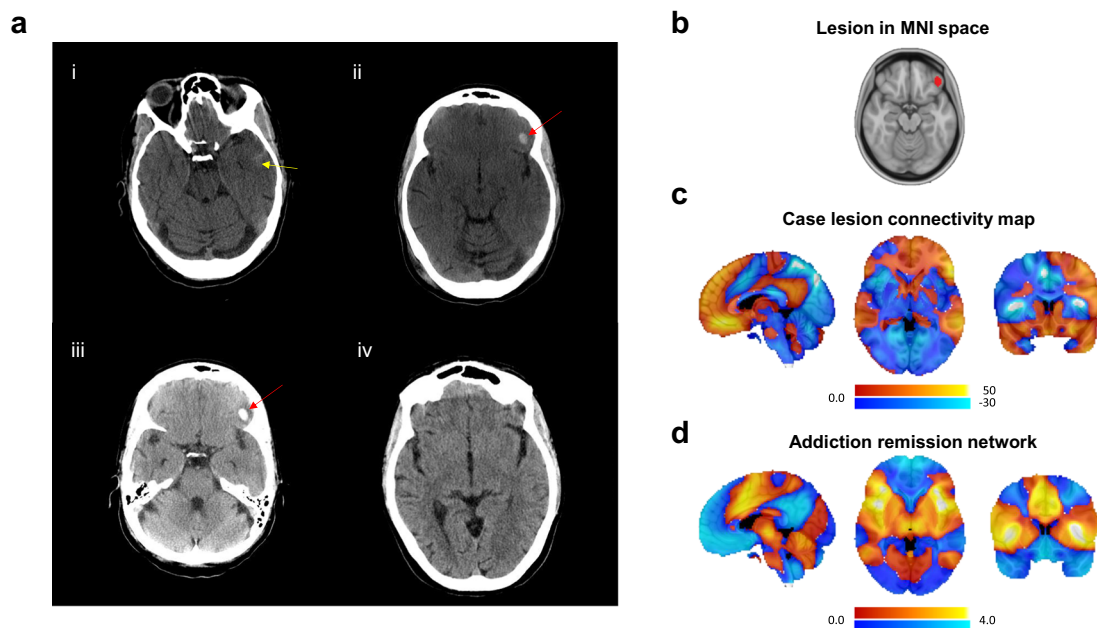 a
i
ii
iii
iv
b
Lesion in MNI space
c
Case lesion connectivity map
0.0
50
-30
d
Addiction remission network
0.0
4.0